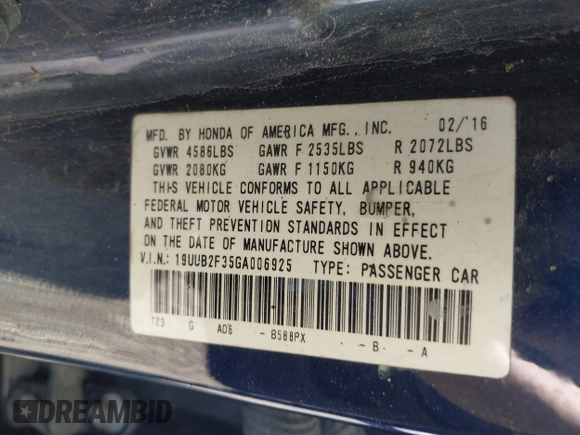 MFD. BY HONDA OF AMERICA MFG., INC. 02/'16
GVWR 4586LBS GAWR F 2535LBS R 2072LBS
GVWR 2080KG GAWR F 1150KG R 940KG
THIS VEHICLE CONFORMS TO ALL APPLICABLE
FEDERAL MOTOR VEHICLE SAFETY, BUMPER,
AND THEFT PREVENTION STANDARDS IN EFFECT
ON THE DATE OF MANUFACTURE SHOWN ABOVE.
V.I.N.: 19UUB2F35GA006925 TYPE: PASSENGER CAR
723 G AD6 - B588PX - B - A
DREAMBID